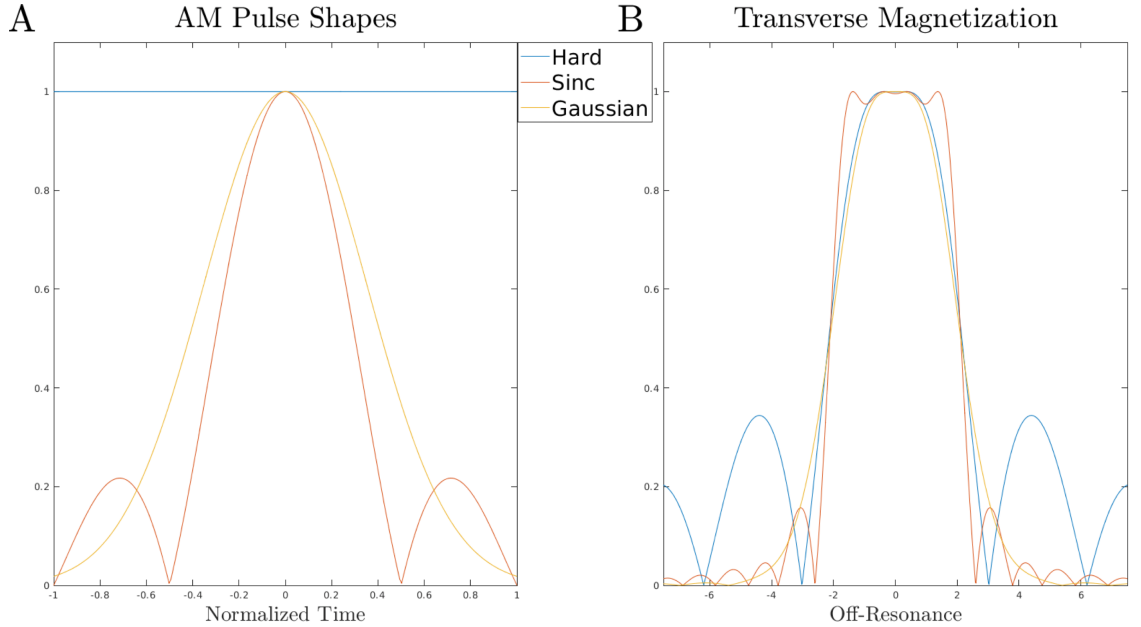 A
AM Pulse Shapes
B
Transverse Magnetization
Hard
Sinc
Gaussian
1
0.8
0.6
0.4
0.2
0
-1 -0.8 -0.6 -0.4 -0.2 0 0.2 0.4 0.6 0.8 1
Normalized Time
1
0.8
0.6
0.4
0.2
0
-6 -4 -2 0 2 4 6
Off-Resonance